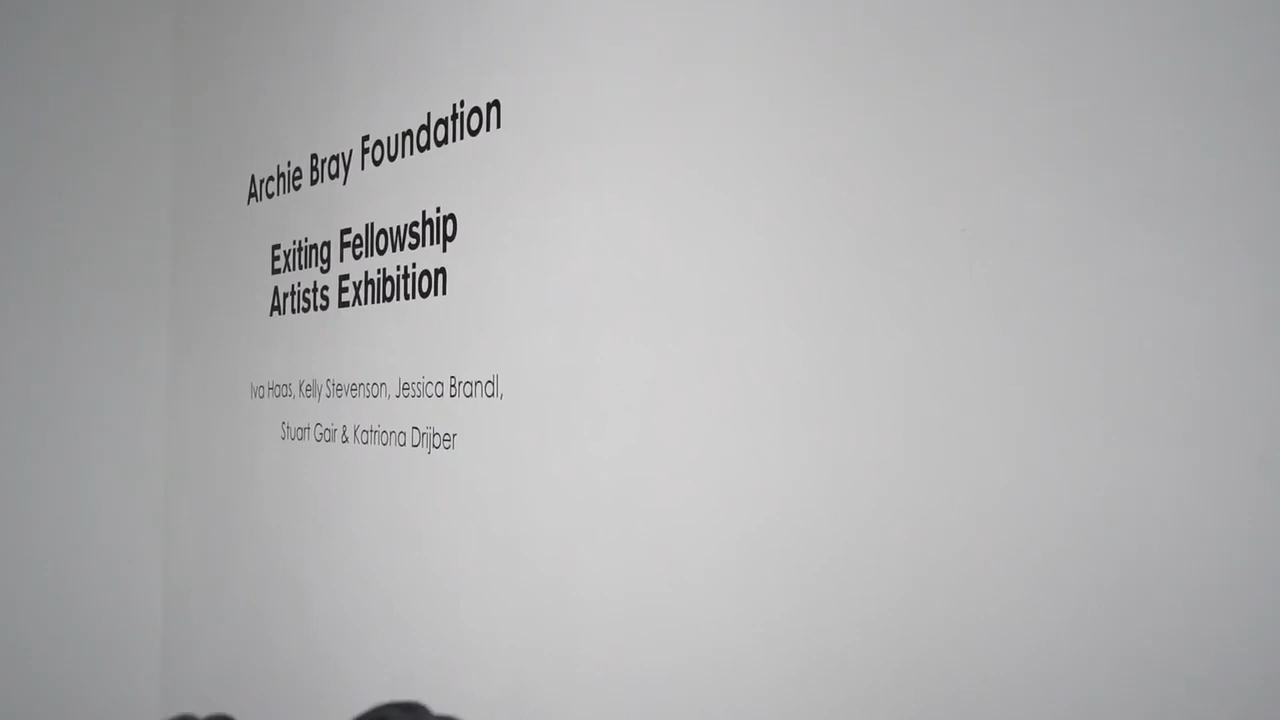 Archie Bray Foundation
Exiting Fellowship
Artists Exhibition
Iva Haas, Kelly Stevenson, Jessica Brandl,
Stuart Gair & Katriona Drijber